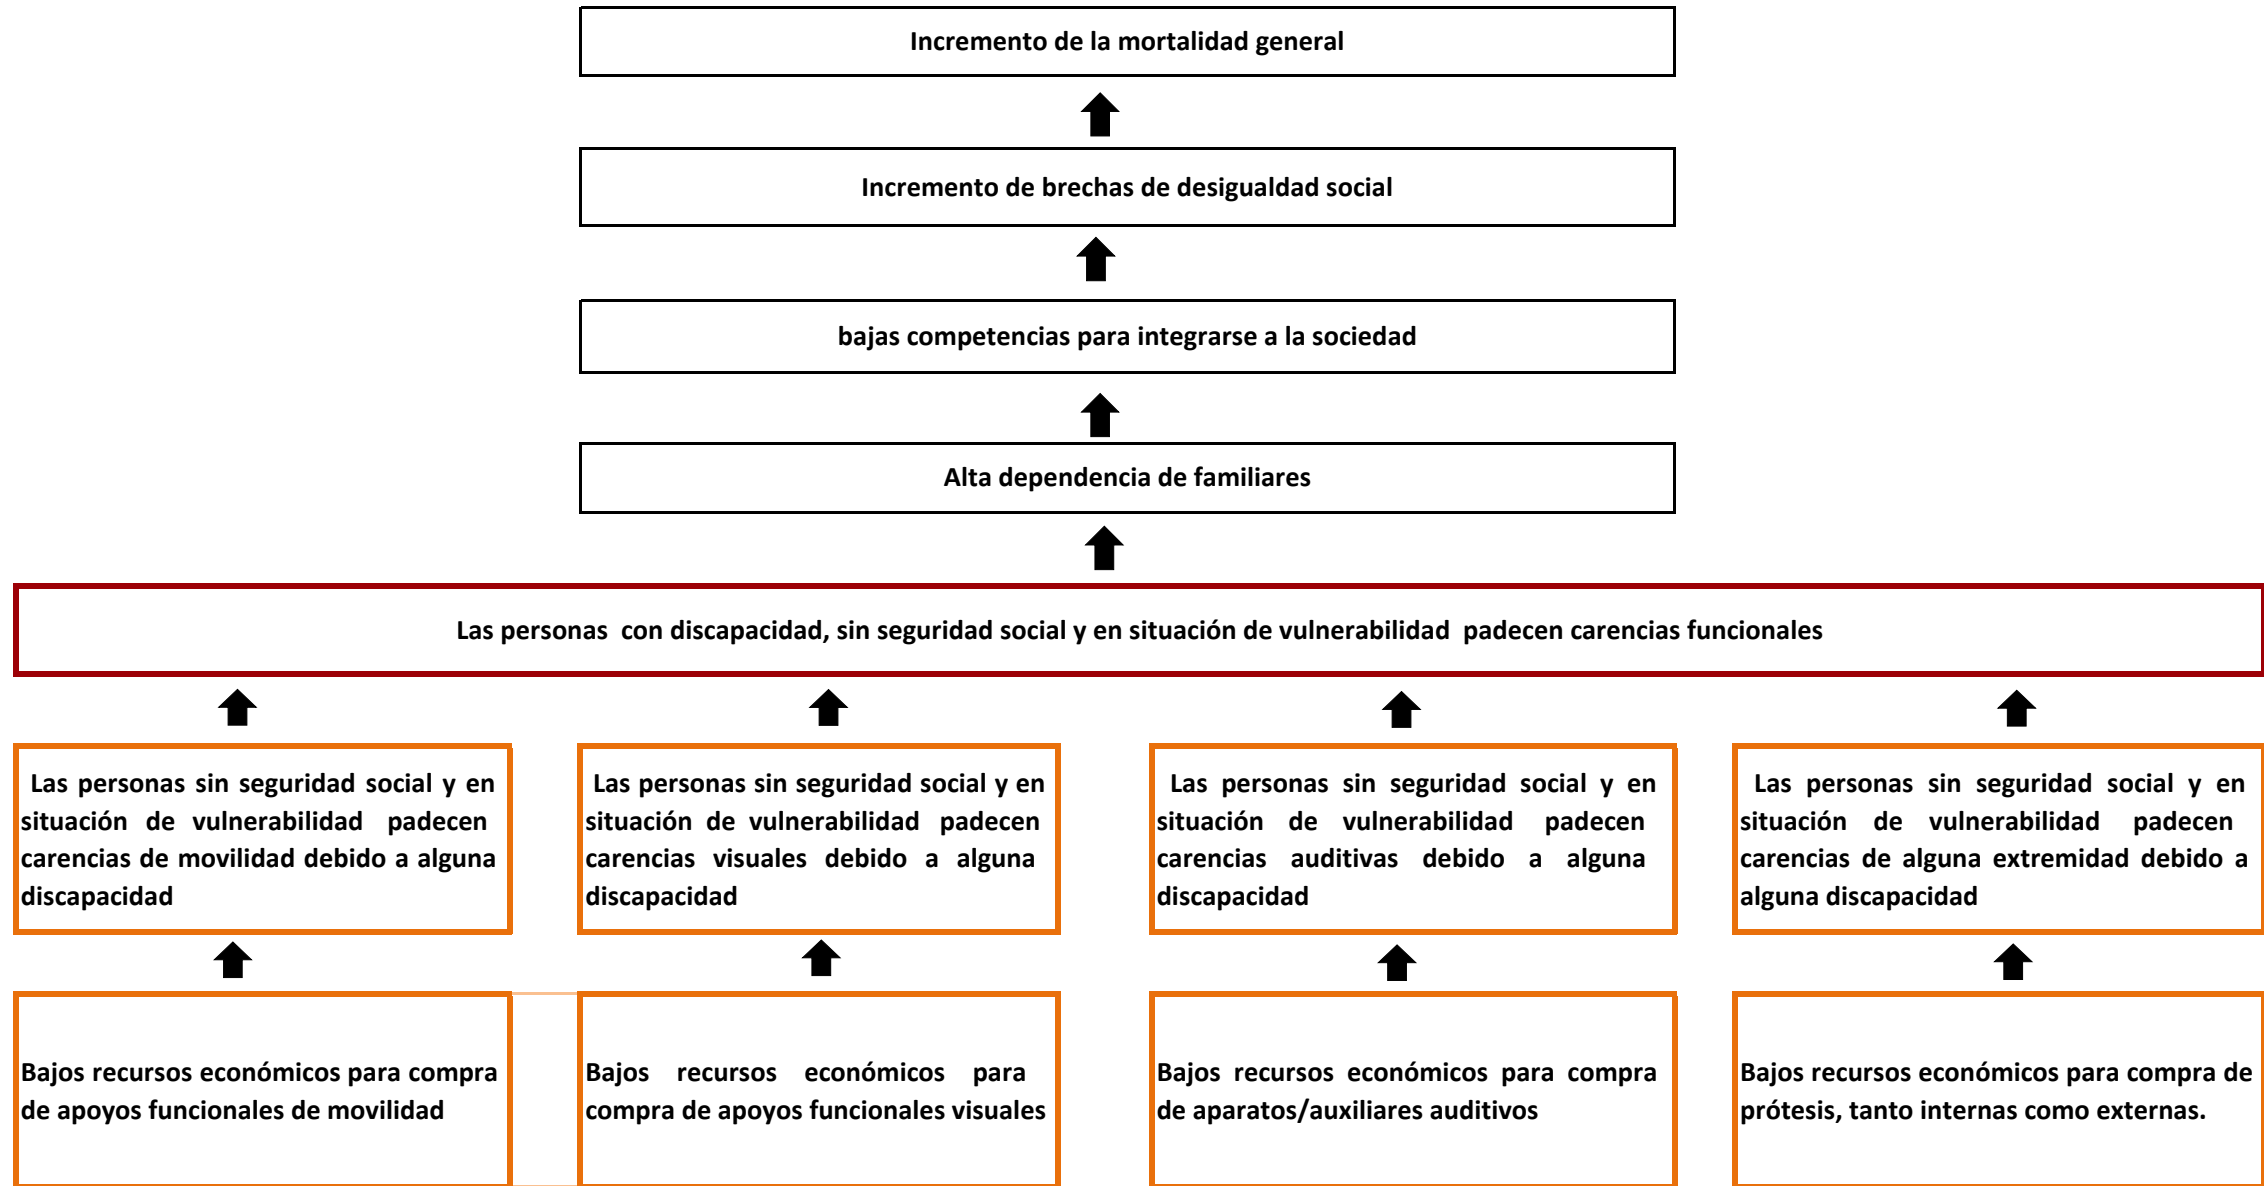 Incremento de la mortalidad general
Incremento de brechas de desigualdad social
bajas competencias para integrarse a la sociedad
Alta dependencia de familiares
Las personas con discapacidad, sin seguridad social y en situación de vulnerabilidad padecen carencias funcionales
Las personas sin seguridad social y en
situación de vulnerabilidad padecen
carencias de movilidad debido a alguna
discapacidad
Las personas sin seguridad social y en
situación de vulnerabilidad padecen
carencias visuales debido a alguna
discapacidad
Las personas sin seguridad social y en
situación de vulnerabilidad padecen
carencias auditivas debido a alguna
discapacidad
Las personas sin seguridad social y en
situación de vulnerabilidad padecen
carencias de alguna extremidad debido a
alguna discapacidad
Bajos recursos económicos para compra
de apoyos funcionales de movilidad
Bajos recursos económicos para
compra de apoyos funcionales visuales
Bajos recursos económicos para compra
de aparatos/auxiliares auditivos
Bajos recursos económicos para compra de
prótesis, tanto internas como externas.